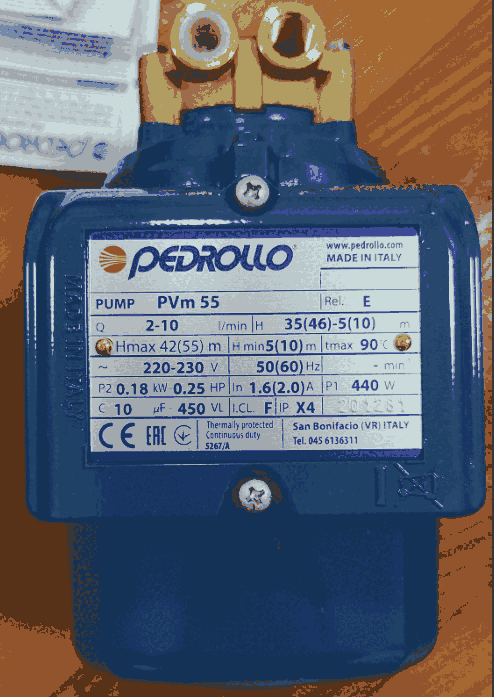 PEDROLLO
www.pedrollo.com
MADE IN ITALY
PUMP PVm 55 Rel. E
Q 2-10 l/min H 35(46)-5(10) m
Hmax 42(55) m H min 5(10) m tmax 90 °C
~ 220-230 V 50(60) Hz - min
P2 0.18 kW 0.25 HP In 1.6(2.0) A P1 440 W
C 10 µF - 450 VL I.CL. F IP X4
CE EAC
Thermally protected
Continuous duty
5267/A
San Bonifacio (VR) ITALY
Tel. 045 6136311